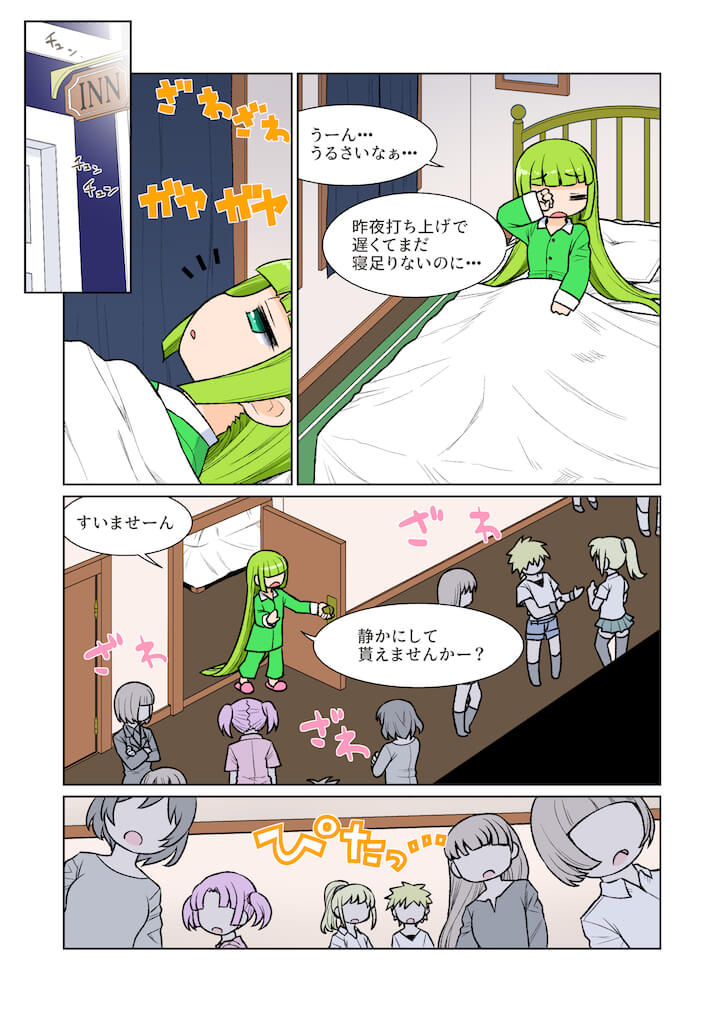 チュン
INN
チュン
チュン
うーん・・・
うるさいなぁ・・・
昨夜打ち上げで
遅くてまだ
寝足りないのに・・・
ざわざわ
ガヤガヤ
すいませーん
静かにして
貰えませんかー？
ざわ
ざわ
ざわ
ぴたっ・・・